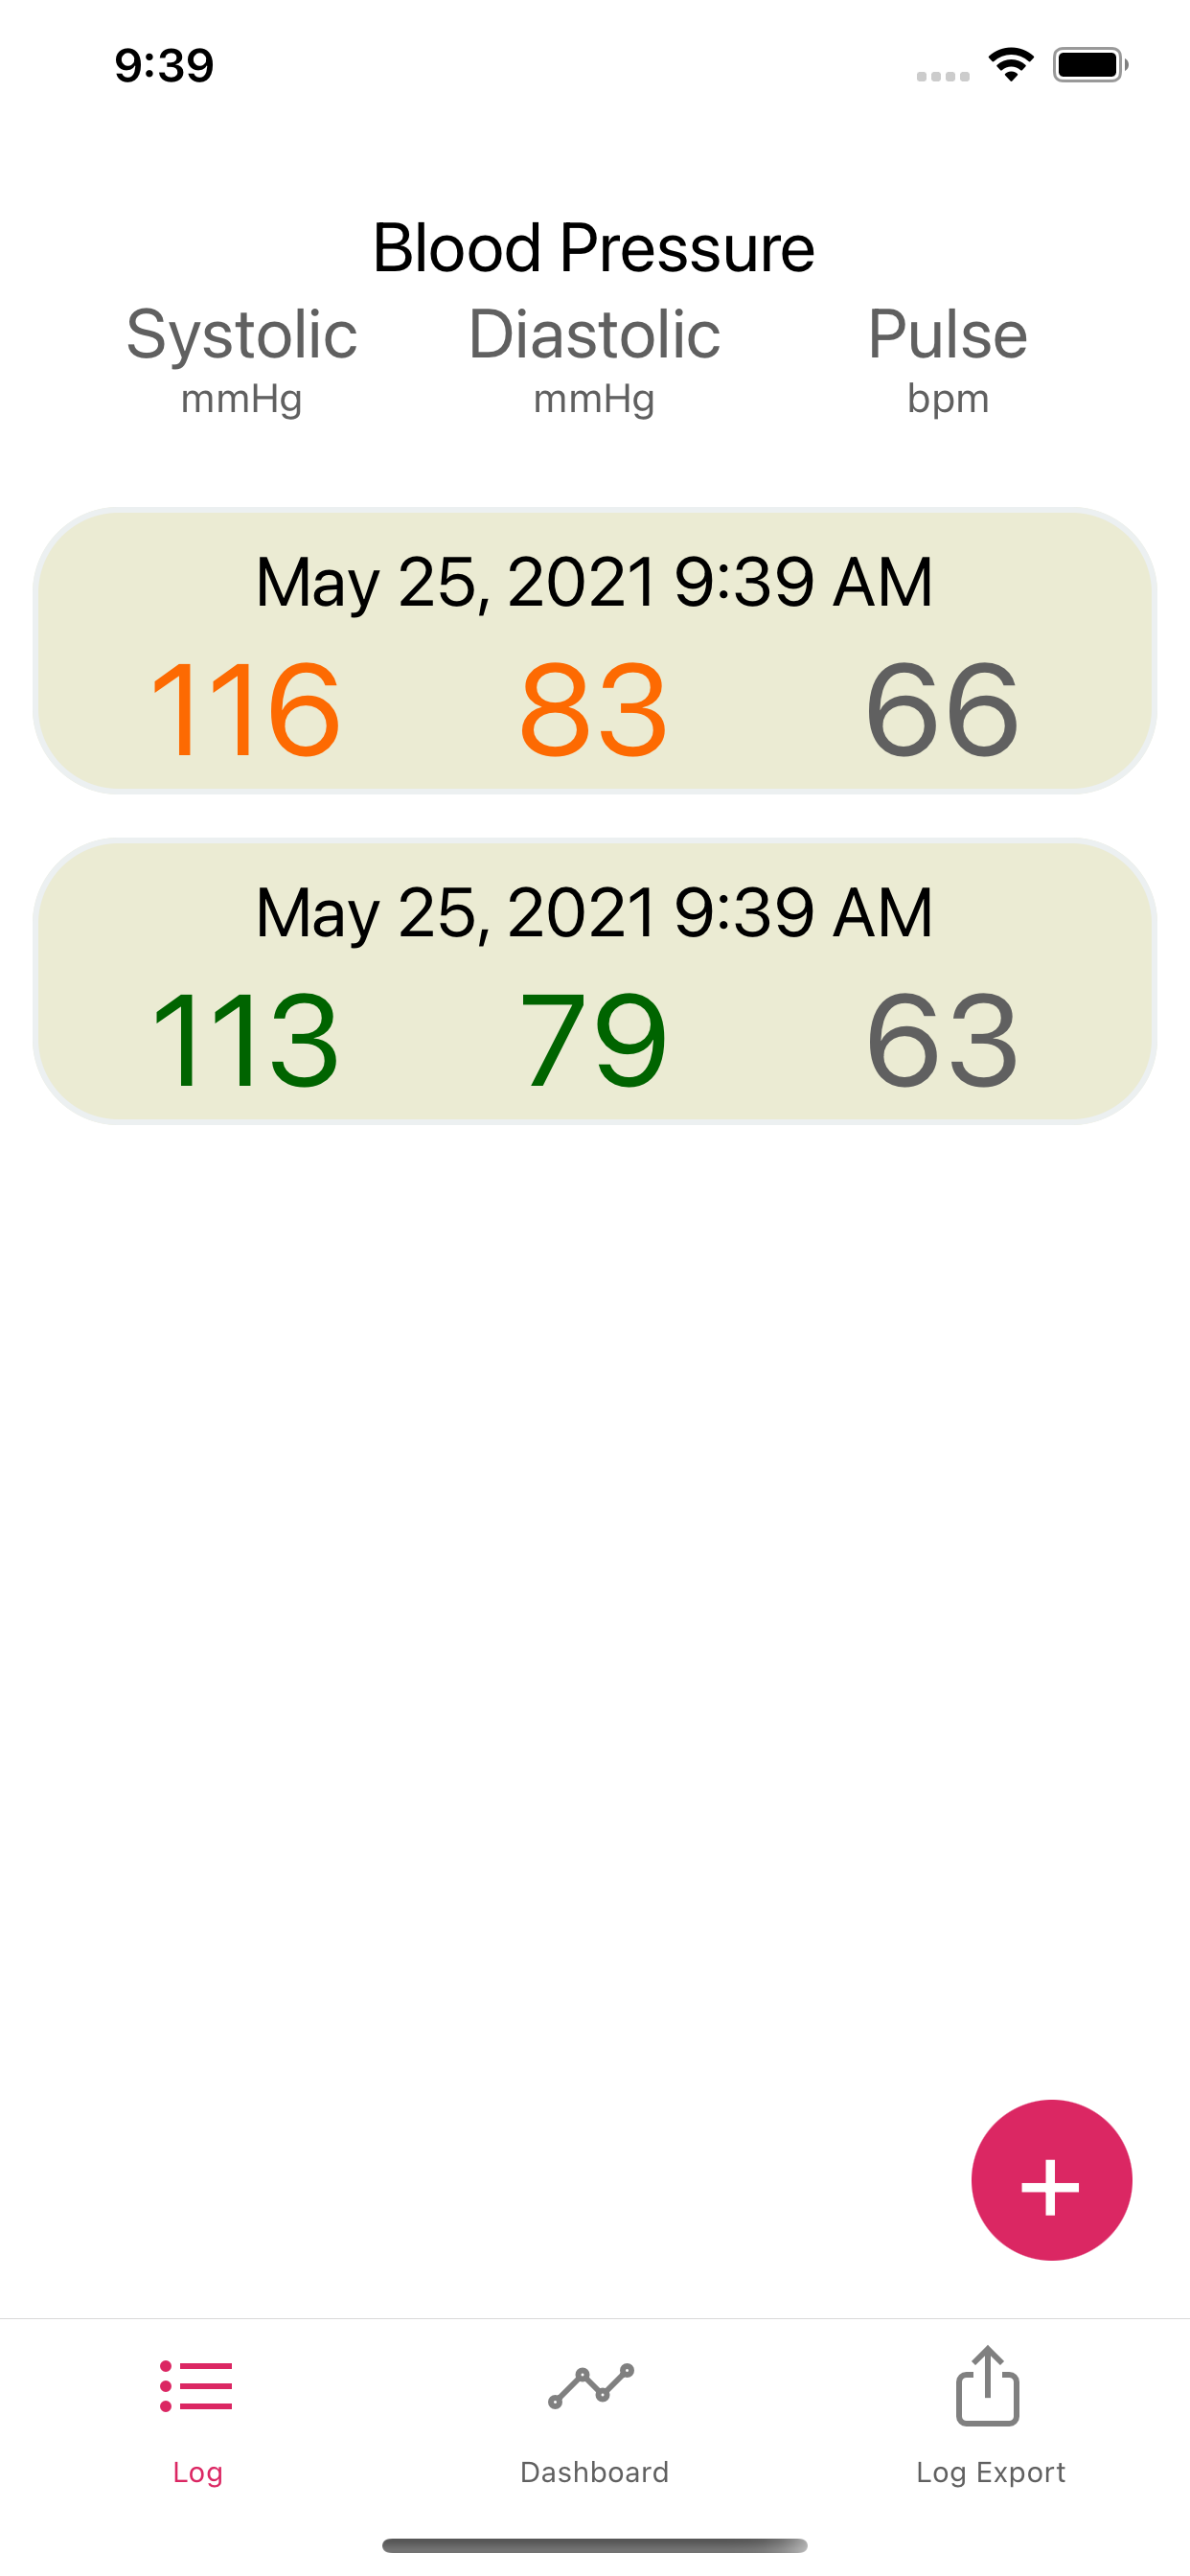 9:39
Blood Pressure
Systolic Diastolic Pulse
mmHg mmHg bpm
May 25, 2021 9:39 AM
116 83 66
May 25, 2021 9:39 AM
113 79 63
+
Log Dashboard Log Export